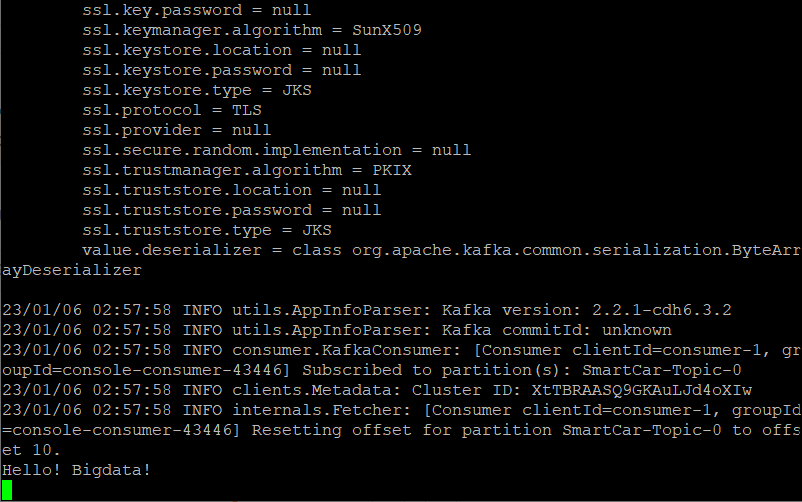 ssl.key.password = null
ssl.keymanager.algorithm = SunX509
ssl.keystore.location = null
ssl.keystore.password = null
ssl.keystore.type = JKS
ssl.protocol = TLS
ssl.provider = null
ssl.secure.random.implementation = null
ssl.trustmanager.algorithm = PKIX
ssl.truststore.location = null
ssl.truststore.password = null
ssl.truststore.type = JKS
value.deserializer = class org.apache.kafka.common.serialization.ByteArr
ayDeserializer
23/01/06 02:57:58 INFO utils.AppInfoParser: Kafka version: 2.2.1-cdh6.3.2
23/01/06 02:57:58 INFO utils.AppInfoParser: Kafka commitId: unknown
23/01/06 02:57:58 INFO consumer.KafkaConsumer: [Consumer clientId=consumer-1, gr
oupId=console-consumer-43446] Subscribed to partition(s): SmartCar-Topic-0
23/01/06 02:57:58 INFO clients.Metadata: Cluster ID: XtTBRAASQ9GKAuLJd4oXIw
23/01/06 02:57:58 INFO internals.Fetcher: [Consumer clientId=consumer-1, groupId
=console-consumer-43446] Resetting offset for partition SmartCar-Topic-0 to offs
et 10.
Hello! Bigdata!